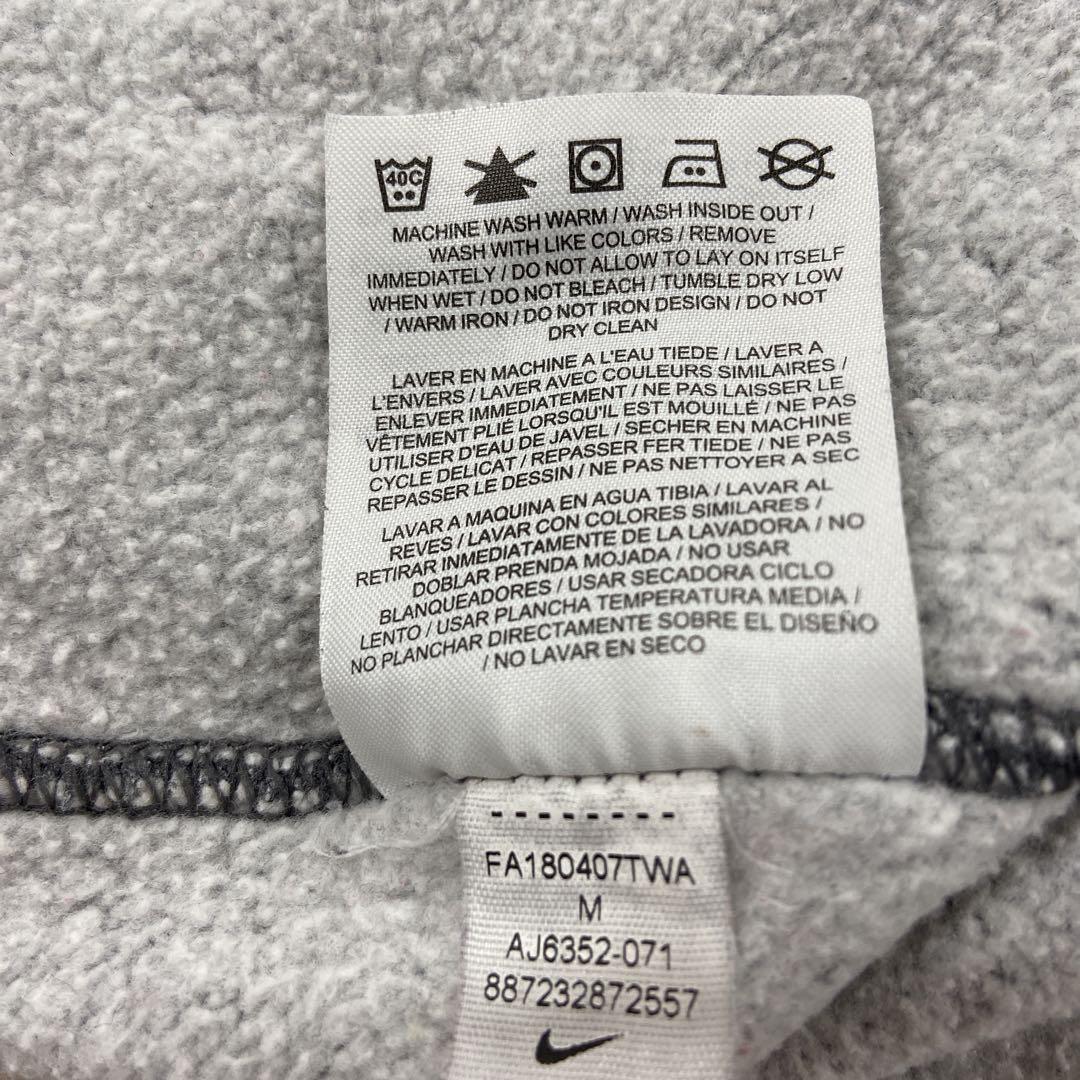 40C
MACHINE WASH WARM / WASH INSIDE OUT /
WASH WITH LIKE COLORS / REMOVE
IMMEDIATELY / DO NOT ALLOW TO LAY ON ITSELF
WHEN WET / DO NOT BLEACH / TUMBLE DRY LOW
/ WARM IRON / DO NOT IRON DESIGN / DO NOT
DRY CLEAN
LAVER EN MACHINE A L'EAU TIEDE / LAVER A
L'ENVERS / LAVER AVEC COULEURS SIMILAIRES /
ENLEVER IMMEDIATEMENT / NE PAS LAISSER LE
VÊTEMENT PLIÉ LORSQU'IL EST MOUILLÉ / NE PAS
UTILISER D'EAU DE JAVEL / SECHER EN MACHINE
CYCLE DELICAT / REPASSER FER TIEDE / NE PAS
REPASSER LE DESSIN / NE PAS NETTOYER A SEC
LAVAR A MAQUINA EN AGUA TIBIA / LAVAR AL
REVES / LAVAR CON COLORES SIMILARES /
RETIRAR INMEDIATAMENTE DE LA LAVADORA / NO
DOBLAR PRENDA MOJADA / NO USAR
BLANQUEADORES / USAR SECADORA CICLO
LENTO / USAR PLANCHA TEMPERATURA MEDIA /
NO PLANCHAR DIRECTAMENTE SOBRE EL DISEÑO
/ NO LAVAR EN SECO
FA180407TWA
M
AJ6352-071
887232872557